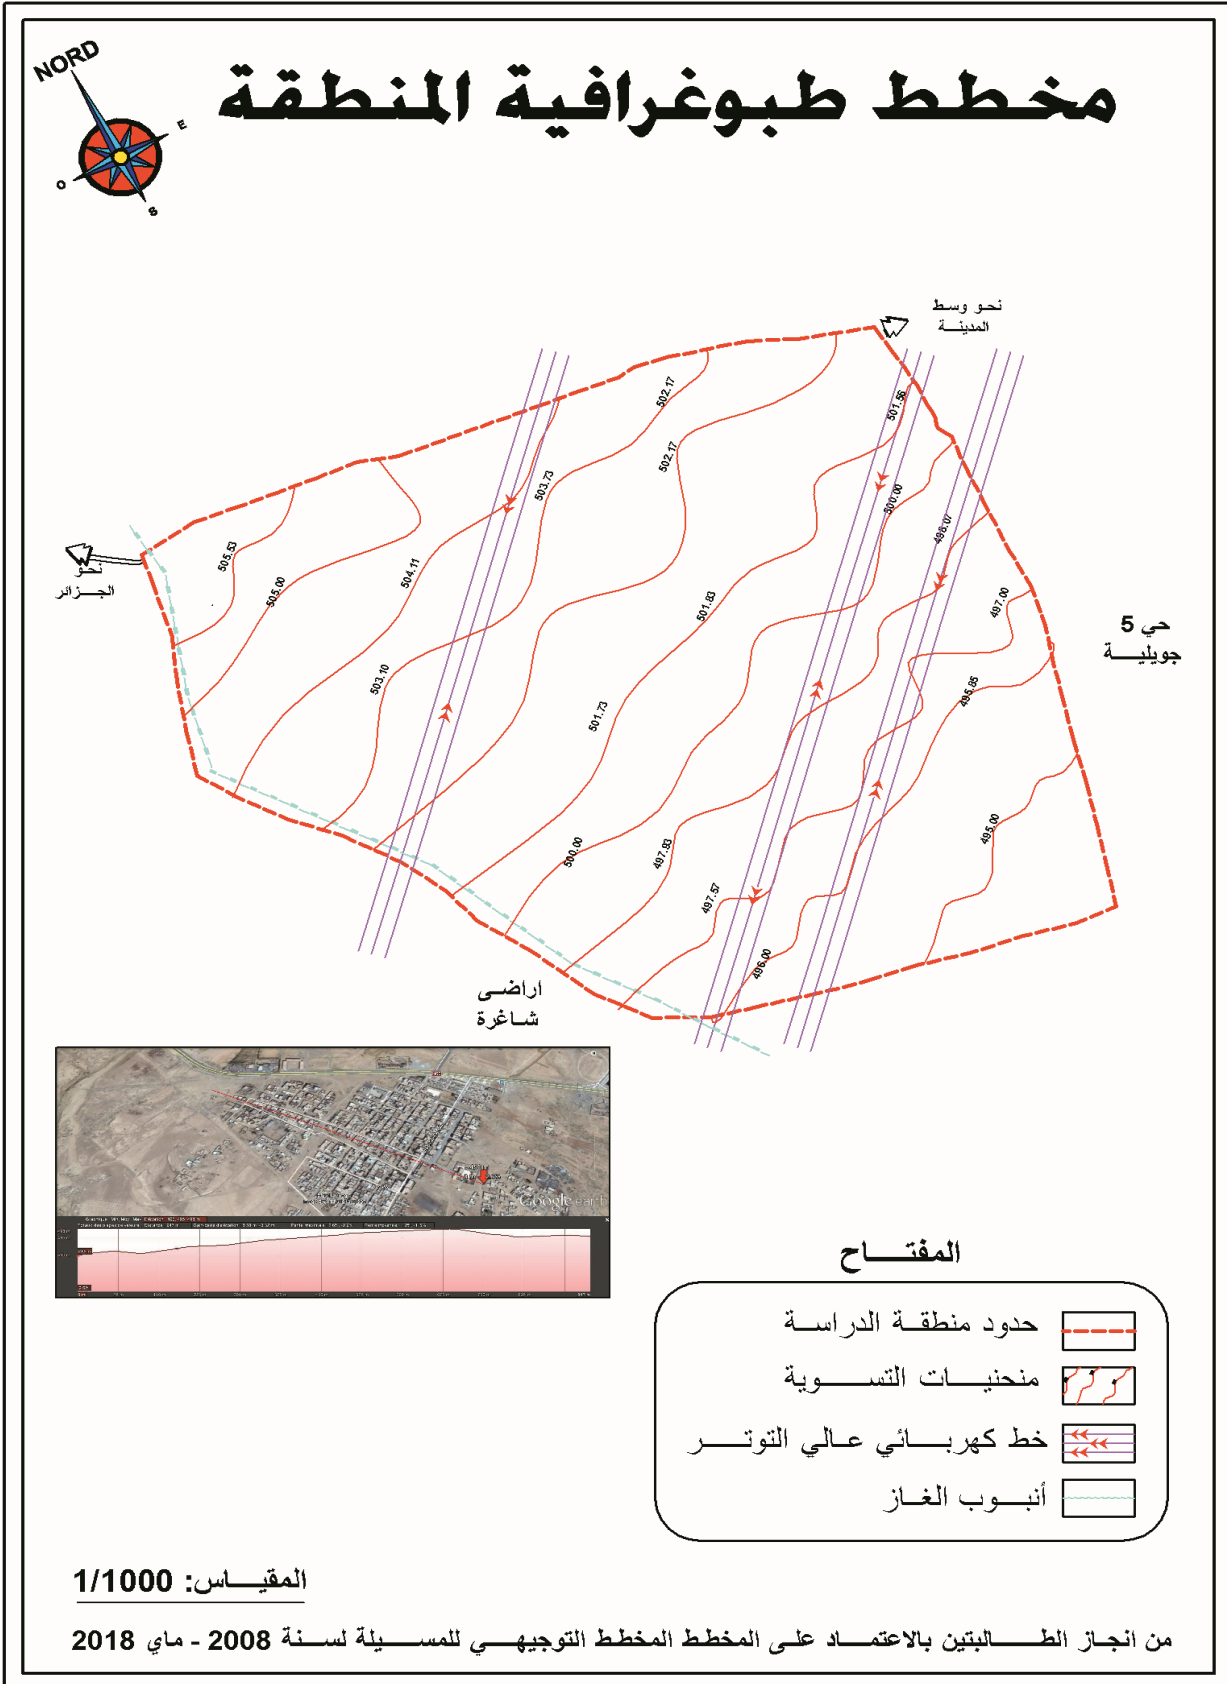 مخطط طبوغرافية المنطقة
NORD
E
O
S
نحو وسط
المدينة
502.17
501.56
502.17
503.73
500.00
498.07
505.53
505.00
504.11
501.83
497.00
نحو
الجزائر
حي 5
جويلية
503.10
495.85
501.73
495.00
500.00
497.93
497.57
496.00
اراضى
شاغرة
Google earth
المفتاح
حدود منطقة الدراسة
منحنيات التسوية
خط كهربائي عالي التوتر
أنبوب الغاز
المقياس: 1/1000
من انجاز الطالبتين بالاعتماد على المخطط المخطط التوجيهي للمسيلة لسنة 2008 - ماي 2018